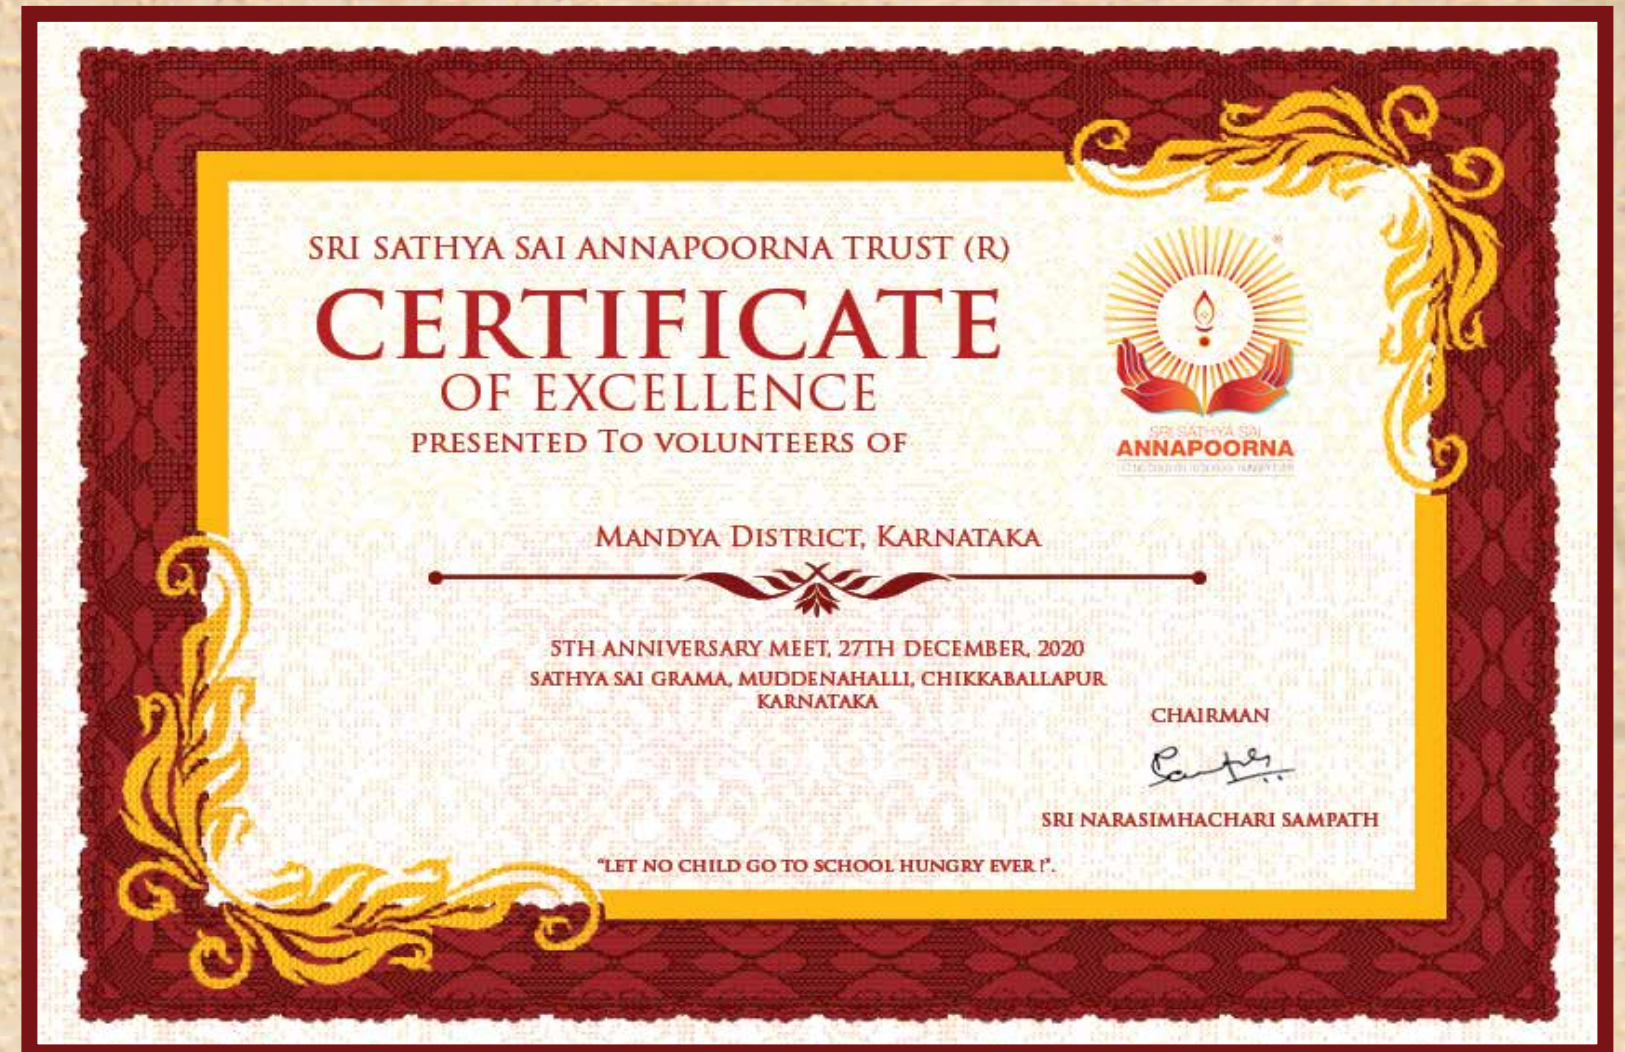 SRI SATHYA SAI ANNAPOORNA TRUST (R)
CERTIFICATE
OF EXCELLENCE
PRESENTED TO VOLUNTEERS OF
SRI SATHYA SAI
ANNAPOORNA
MANDYA DISTRICT, KARNATAKA
5TH ANNIVERSARY MEET, 27TH DECEMBER, 2020
SATHYA SAI GRAMA, MUDDENAHALLI, CHIKKABALLAPUR
KARNATAKA
CHAIRMAN
SRI NARASIMHACHARI SAMPATH
"LET NO CHILD GO TO SCHOOL HUNGRY EVER !".